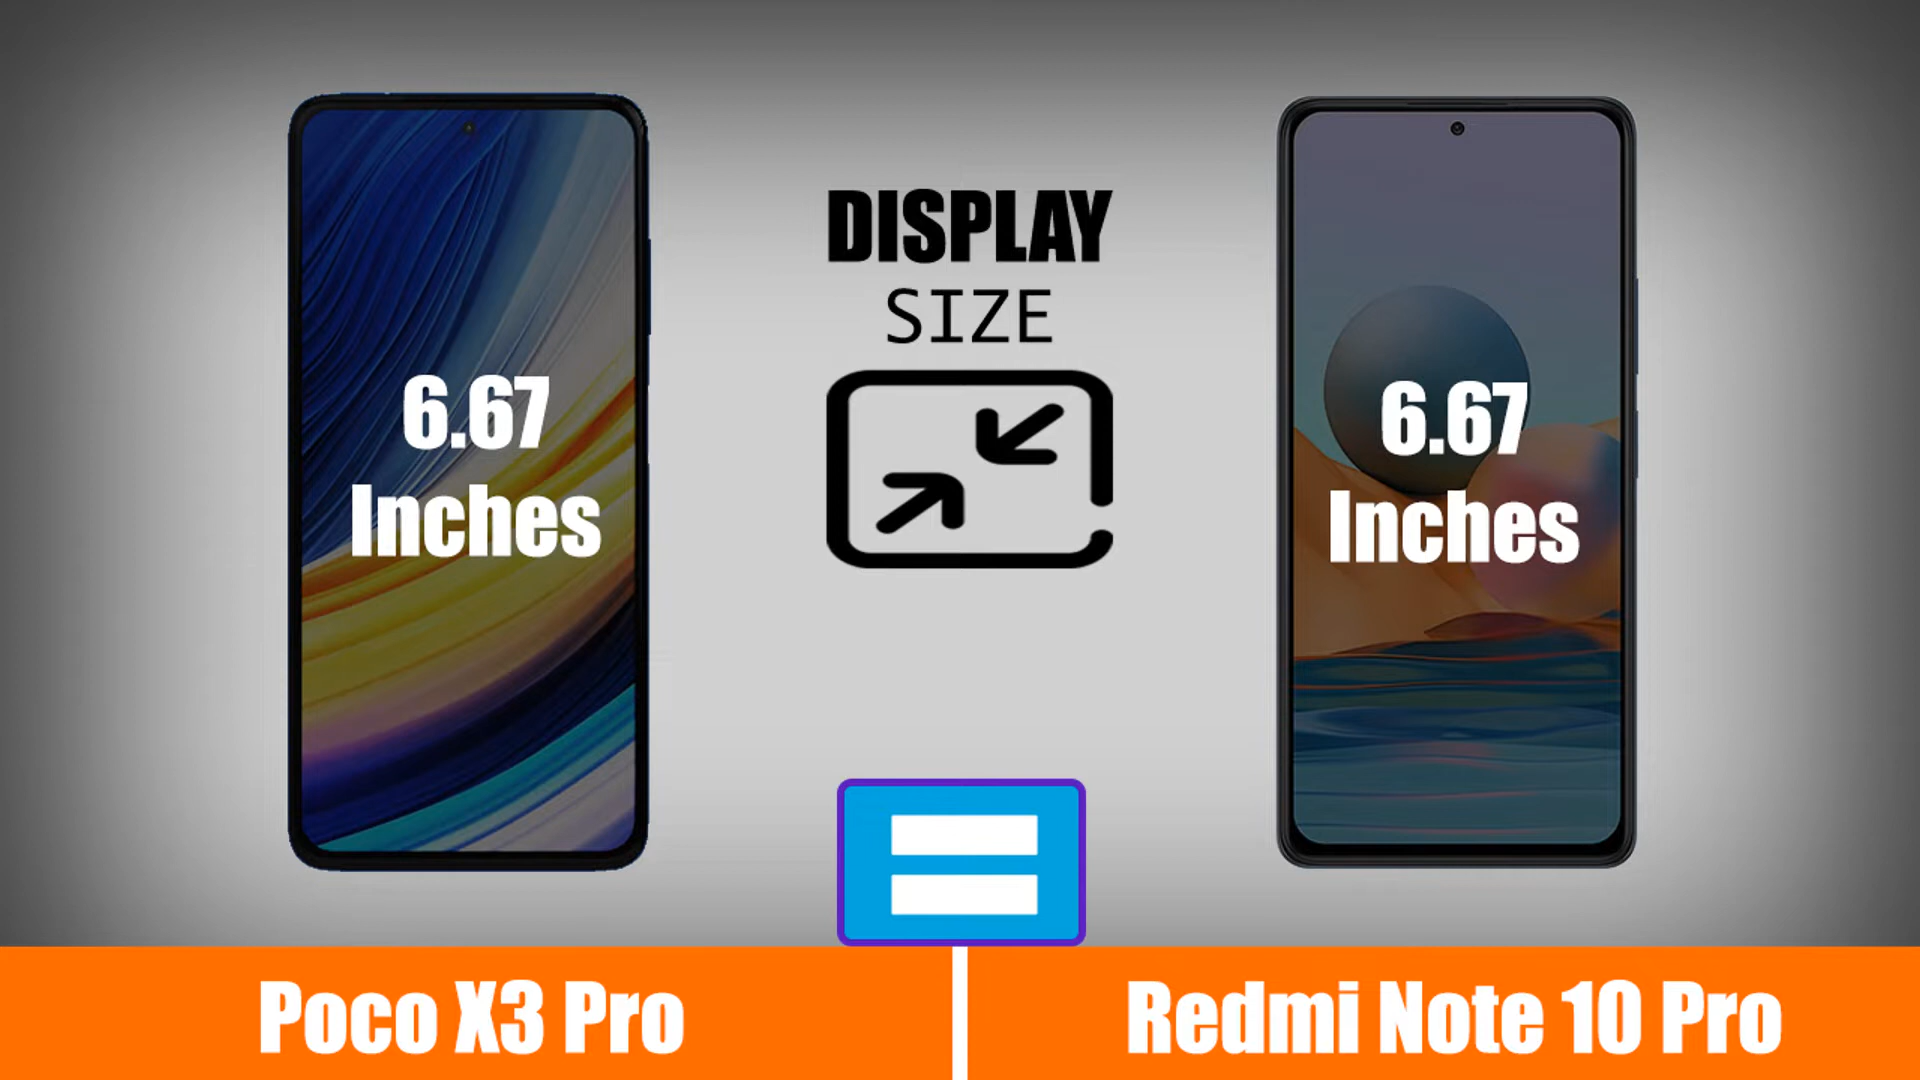 DISPLAY
SIZE
6.67
Inches
6.67
Inches
Poco X3 Pro
Redmi Note 10 Pro